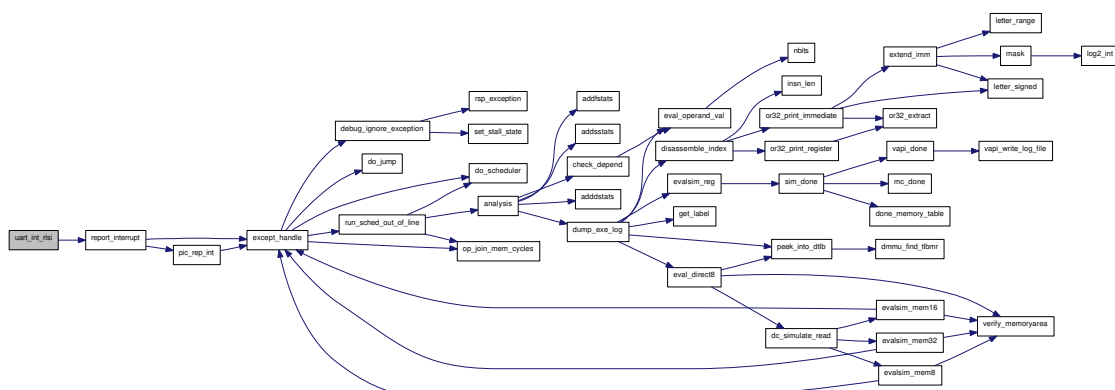 uart_int_rlsi
report_interrupt
pic_rep_int
except_handle
debug_ignore_exception
do_jump
run_sched_out_of_line
rsp_exception
set_stall_state
do_scheduler
analysis
op_join_mem_cycles
addfstats
addsstats
check_depend
adddstats
dump_exe_log
eval_operand_val
disassemble_index
evalsim_reg
get_label
eval_direct8
nbits
insn_len
or32_print_immediate
or32_print_register
sim_done
peek_into_dtlb
dc_simulate_read
extend_imm
or32_extract
vapi_done
mc_done
done_memory_table
dmmu_find_tlbmr
evalsim_mem16
evalsim_mem32
evalsim_mem8
letter_range
mask
letter_signed
vapi_write_log_file
verify_memoryarea
log2_int